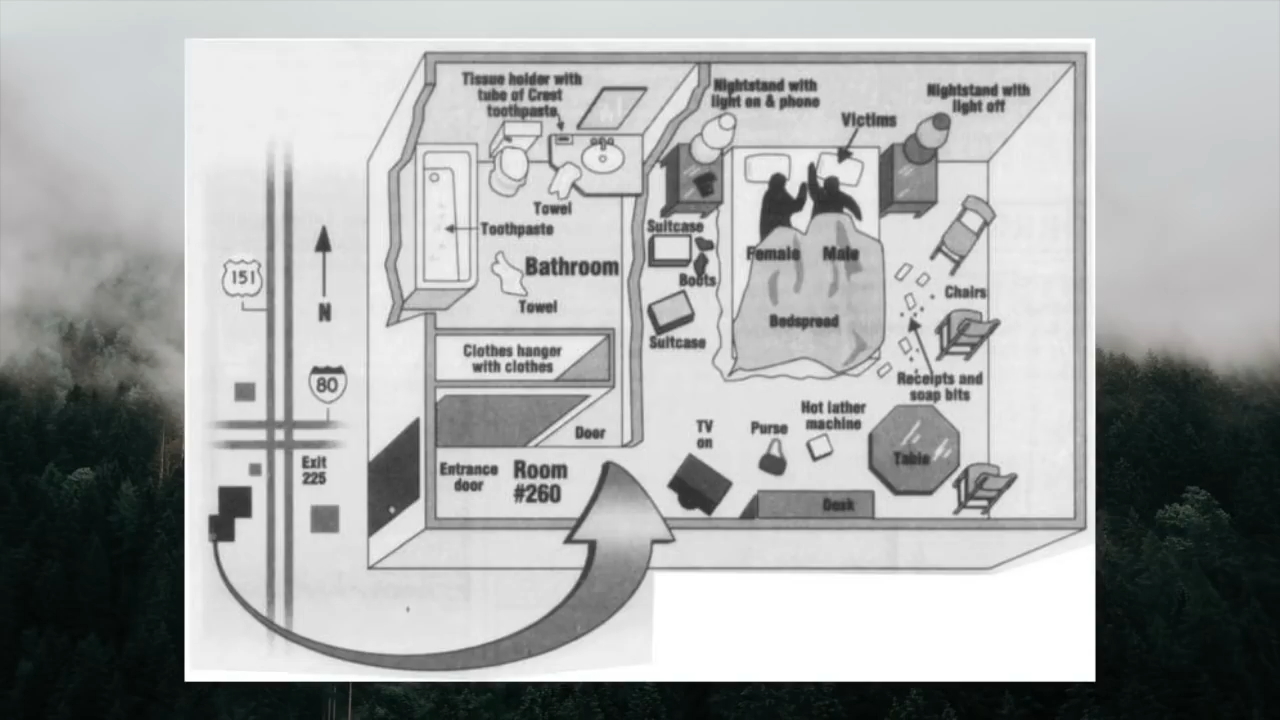 Tissue holder with
tube of Crest
toothpaste
Nightstand with
light on & phone
Nightstand with
light off
Victims
Towel
Toothpaste
Suitcase
Bathroom
Female
Male
151
Boots
Towel
Chairs
N
Bedspread
Suitcase
Clothes hanger
with clothes
80
Receipts and
soap bits
Hot lather
machine
TV
on
Purse
Door
Table
Exit
225
Entrance
door
Room
#260
Desk